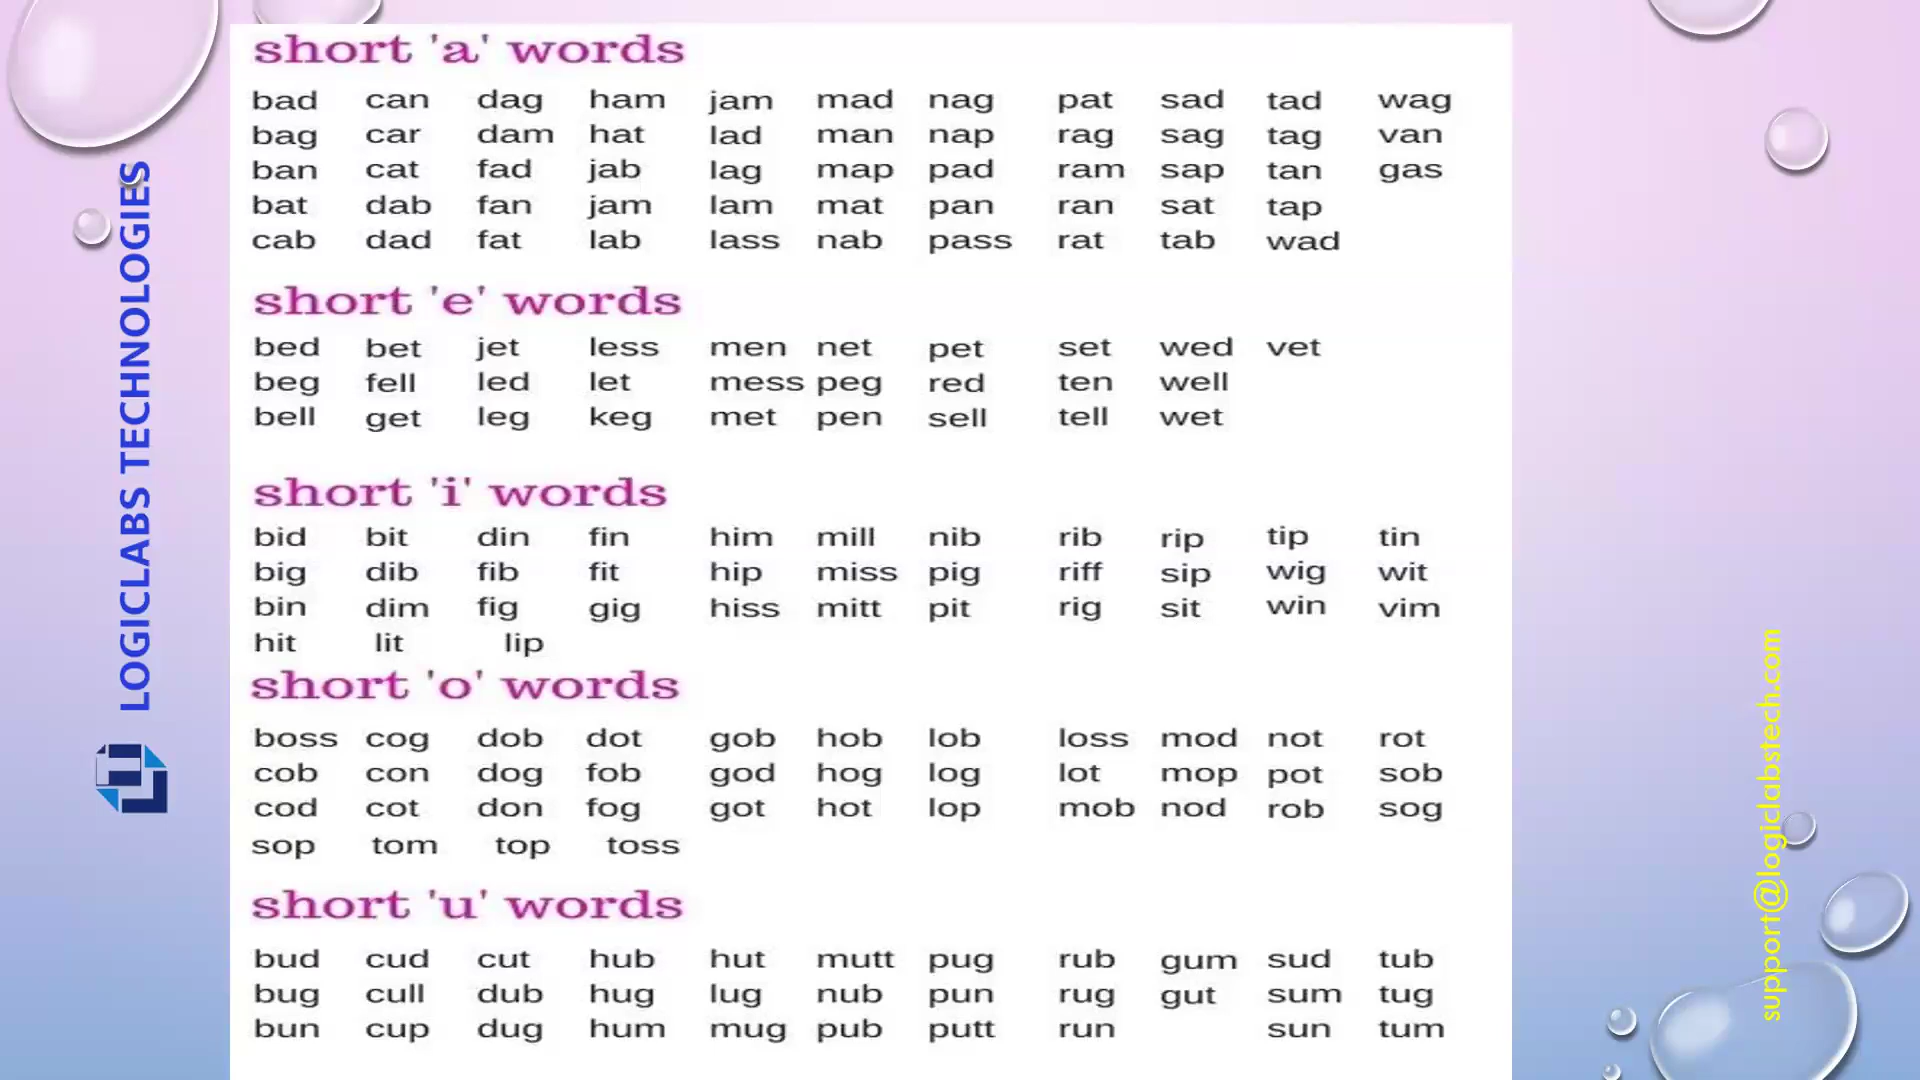 short 'a' words
bad can dag ham jam mad nag pat sad tad wag
bag car dam hat lad man nap rag sag tag van
ban cat fad jab lag map pad ram sap tan gas
bat dab fan jam lam mat pan ran sat tap
cab dad fat lab lass nab pass rat tab wad
short 'e' words
bed bet jet less men net pet set wed vet
beg fell led let mess peg red ten well
bell get leg keg met pen sell tell wet
short 'i' words
bid bit din fin him mill nib rib rip tip tin
big dib fib fit hip miss pig riff sip wig wit
bin dim fig gig hiss mitt pit rig sit win vim
hit lit lip
short 'o' words
boss cog dob dot gob hob lob loss mod not rot
cob con dog fob god hog log lot mop pot sob
cod cot don fog got hot lop mob nod rob sog
sop tom top toss
short 'u' words
bud cud cut hub hut mutt pug rub gum sud tub
bug cull dub hug lug nub pun rug gut sum tug
bun cup dug hum mug pub putt run sun tum
LOGICLABS TECHNOLOGIES
support@logiclabstech.com